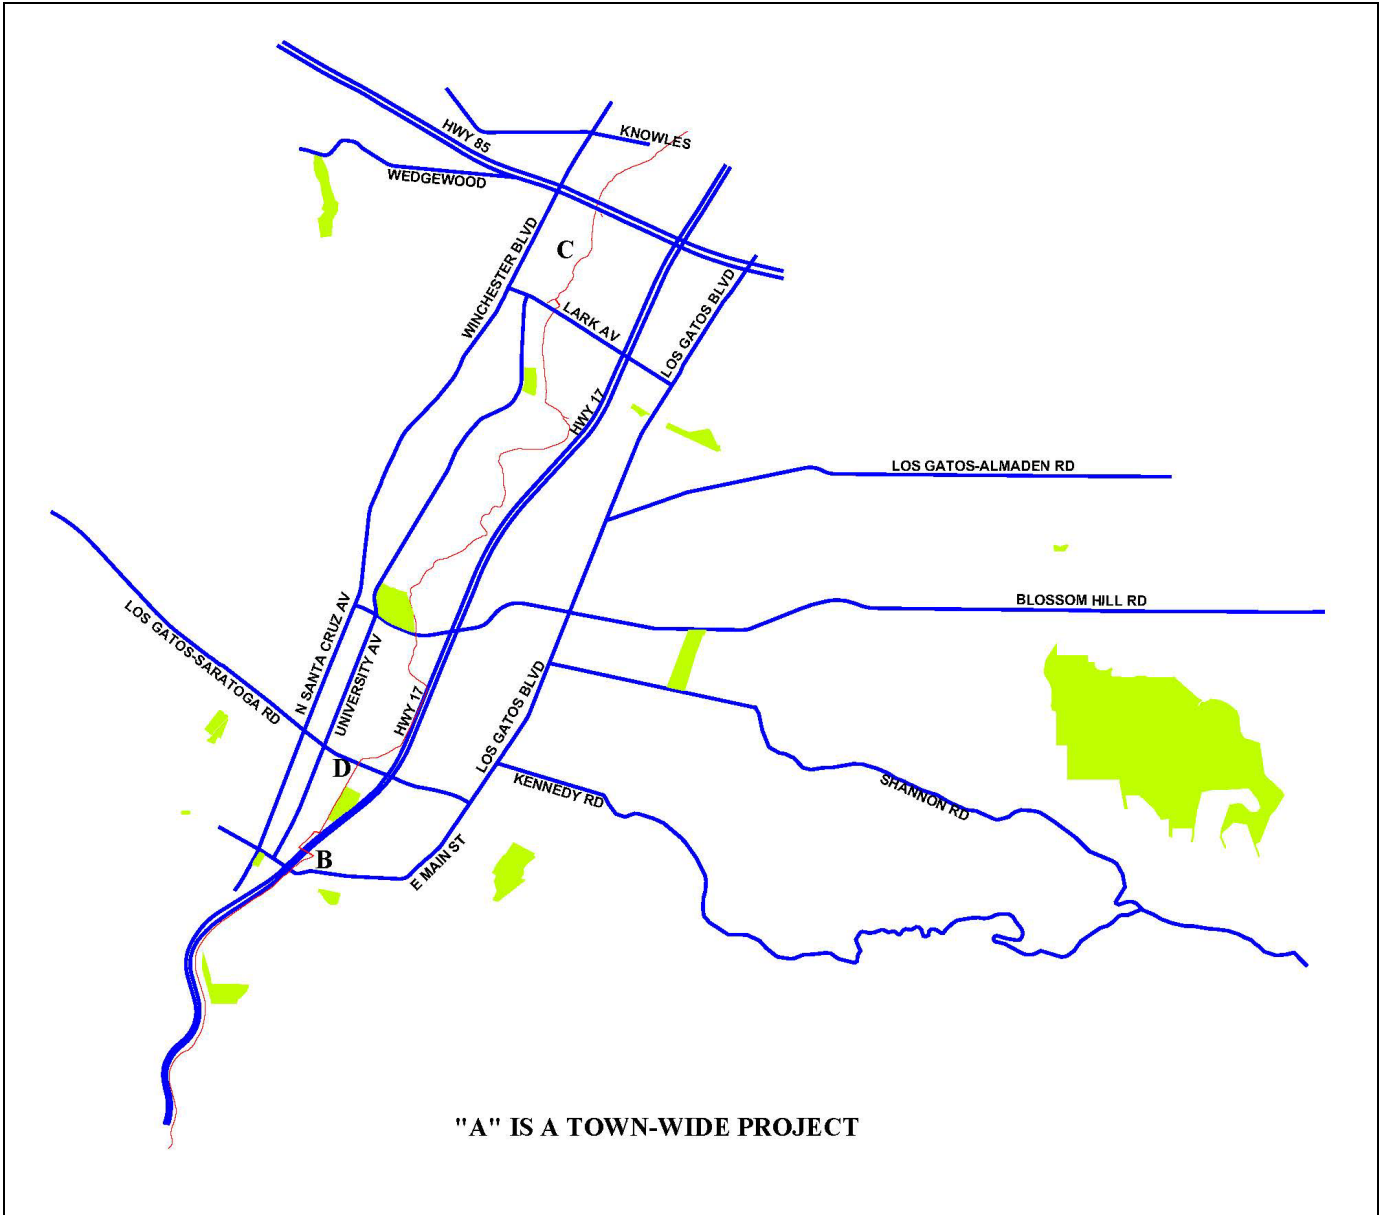 KNOWLES
HWY 85
WEDGEWOOD
WINCHESTER BLVD
C
LARK AV
LOS GATOS BLVD
HWY 17
LOS GATOS-ALMADEN RD
BLOSSOM HILL RD
LOS GATOS-SARATOGA RD
N SANTA CRUZ AV
UNIVERSITY AV
HWY 17
LOS GATOS BLVD
D
KENNEDY RD
SHANNON RD
B
E MAIN ST
"A" IS A TOWN-WIDE PROJECT